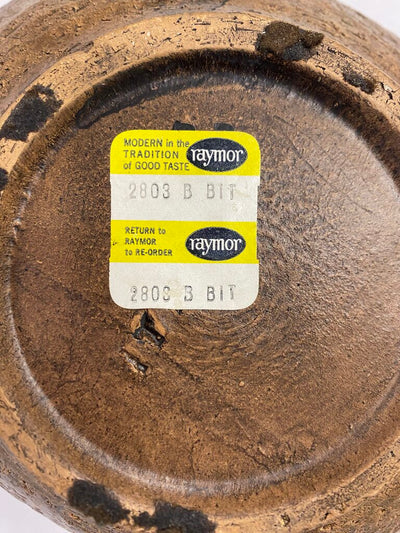 MODERN in the
TRADITION
of GOOD TASTE
raymor
2803 B BIT
RETURN to
RAYMOR
to RE-ORDER
raymor
2803 B BIT